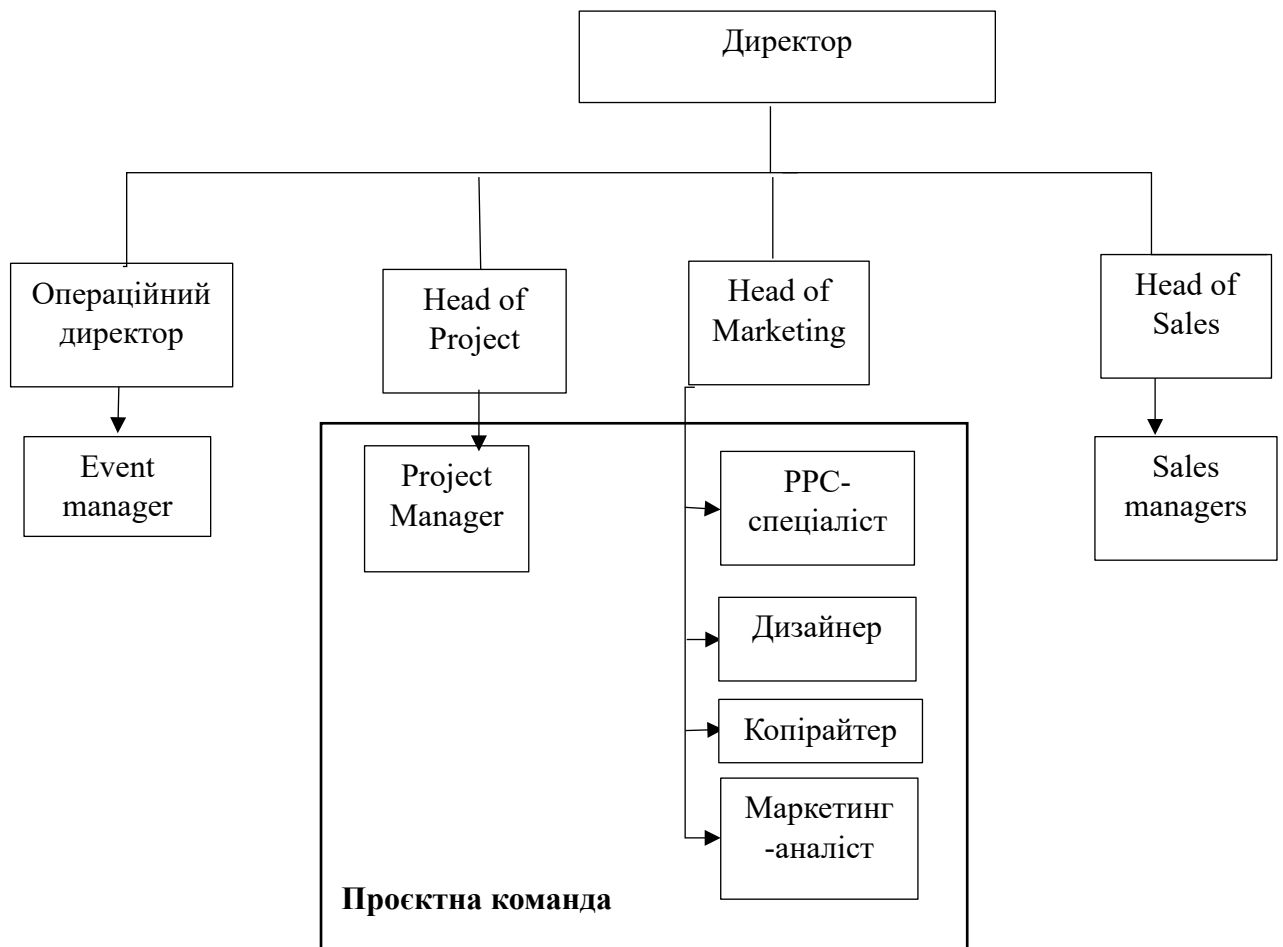 Директор
Операційний
директор
Head of
Project
Head of
Marketing
Head of
Sales
Event
manager
Project
Manager
PPC-
спеціаліст
Sales
managers
Дизайнер
Копірайтер
Маркетинг
-аналіст
Проєктна команда